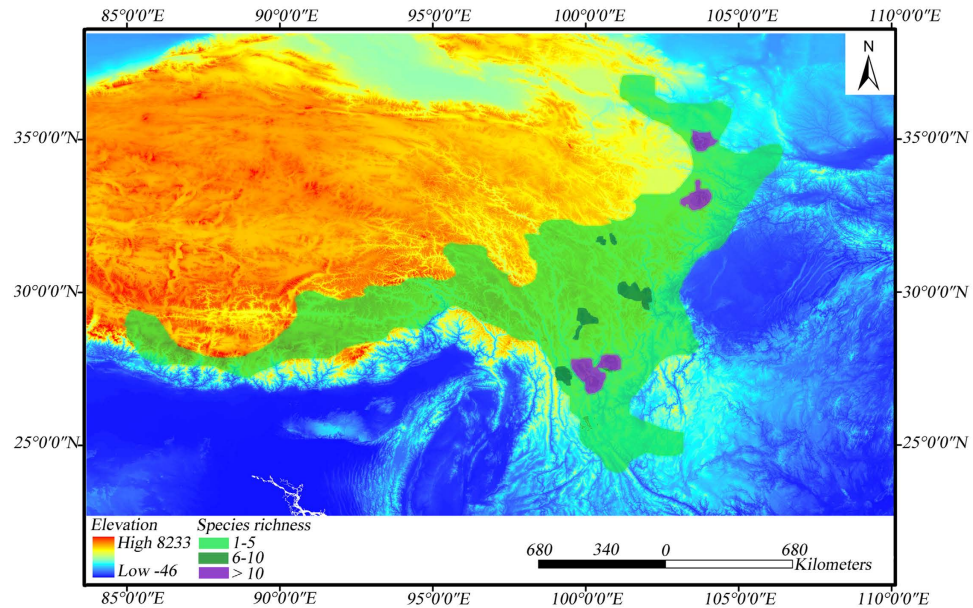 85°0'0"E 90°0'0"E 95°0'0"E 100°0'0"E 105°0'0"E 110°0'0"E
N
35°0'0"N 35°0'0"N
30°0'0"N 30°0'0"N
25°0'0"N 25°0'0"N
Elevation Species richness
High 8233 1-5
6-10
Low -46 > 10
680 340 0 680
Kilometers
85°0'0"E 90°0'0"E 95°0'0"E 100°0'0"E 105°0'0"E 110°0'0"E